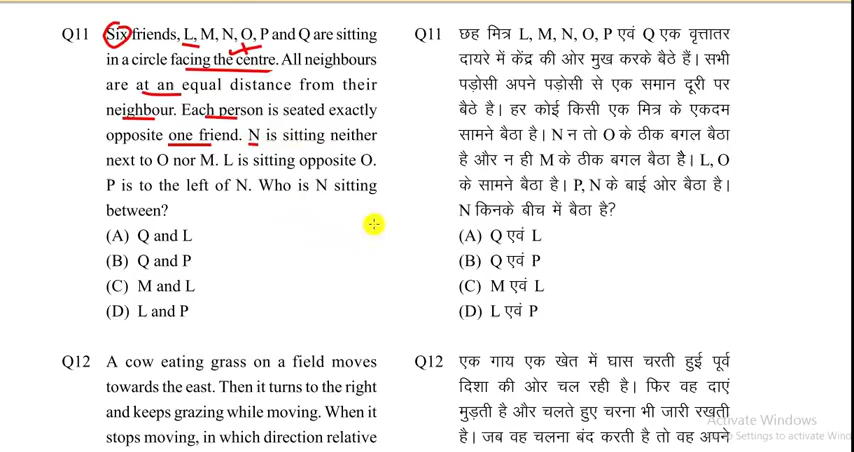 Q11 Six friends, L, M, N, O, P and Q are sitting
in a circle facing the centre. All neighbours
are at an equal distance from their
neighbour. Each person is seated exactly
opposite one friend. N is sitting neither
next to O nor M. L is sitting opposite O.
P is to the left of N. Who is N sitting
between?
(A) Q and L
(B) Q and P
(C) M and L
(D) L and P
Q12 A cow eating grass on a field moves
towards the east. Then it turns to the right
and keeps grazing while moving. When it
stops moving, in which direction relative
Q11 छह मित्र L, M, N, O, P एवं Q एक वृत्तातर
दायरे में केंद्र की ओर मुख करके बैठे हैं। सभी
पड़ोसी अपने पड़ोसी से एक समान दूरी पर
बैठे है। हर कोई किसी एक मित्र के एकदम
सामने बैठा है। N न तो O के ठीक बगल बैठा
है और न ही M के ठीक बगल बैठा है। L, O
के सामने बैठा है। P, N के बाई ओर बैठा है।
N किनके बीच में बैठा है?
(A) Q एवं L
(B) Q एवं P
(C) M एवं L
(D) L एवं P
Q12 एक गाय एक खेत में घास चरती हुई पूर्व
दिशा की ओर चल रही है। फिर वह दाएं
मुड़ती है और चलते हुए चरना भी जारी रखती
है। जब वह चलना बंद करती है तो वह अपने
Activate Windows
Settings to activate Wind